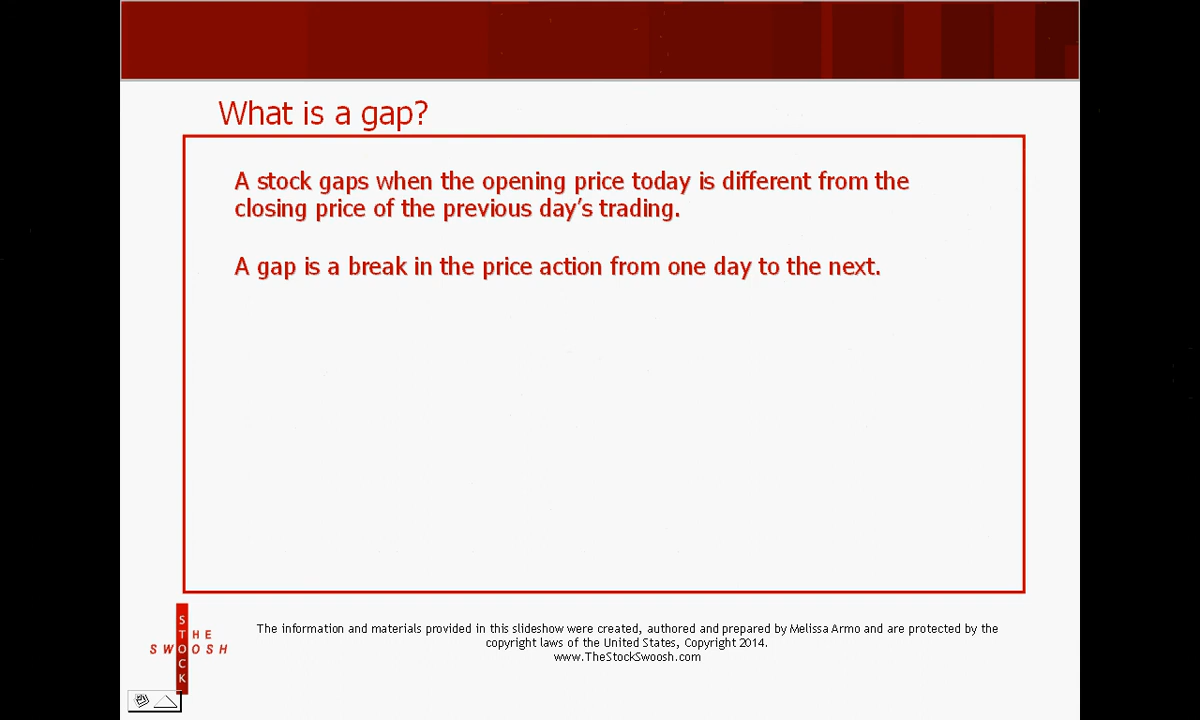 What is a gap?
A stock gaps when the opening price today is different from the
closing price of the previous day's trading.
A gap is a break in the price action from one day to the next.
THE
STOCK
SWOOSH
The information and materials provided in this slideshow were created, authored and prepared by Melissa Armo and are protected by the
copyright laws of the United States, Copyright 2014.
www.TheStockSwoosh.com